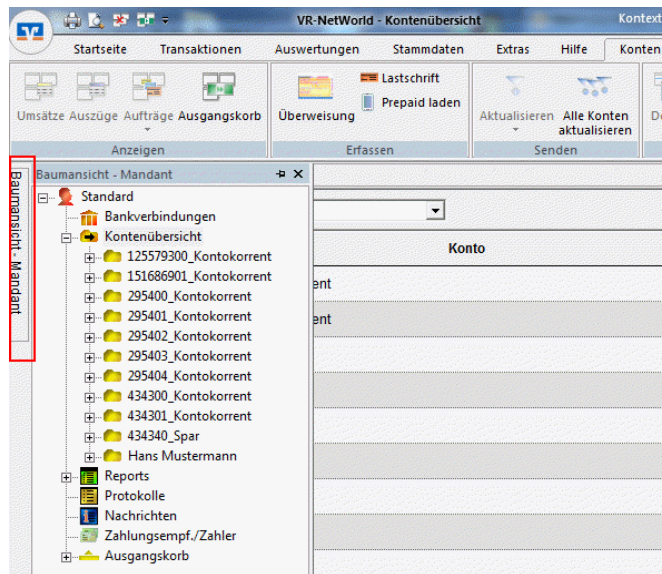 VR-NetWorld - Kontenübersicht
Kontext
Startseite Transaktionen Auswertungen Stammdaten Extras Hilfe Konten
Umsätze Auszüge Aufträge Ausgangskorb
Überweisung
Lastschrift
Prepaid laden
Aktualisieren Alle Konten
aktualisieren
Anzeigen Erfassen Senden
Baumansicht - Mandant
Baumansicht - Mandant
Standard
Bankverbindungen
Kontenübersicht
125579300_Kontokorrent
151686901_Kontokorrent
295400_Kontokorrent
295401_Kontokorrent
295402_Kontokorrent
295403_Kontokorrent
295404_Kontokorrent
434300_Kontokorrent
434301_Kontokorrent
434340_Spar
Hans Mustermann
Reports
Protokolle
Nachrichten
Zahlungsempf./Zahler
Ausgangskorb
Konto
ent
ent